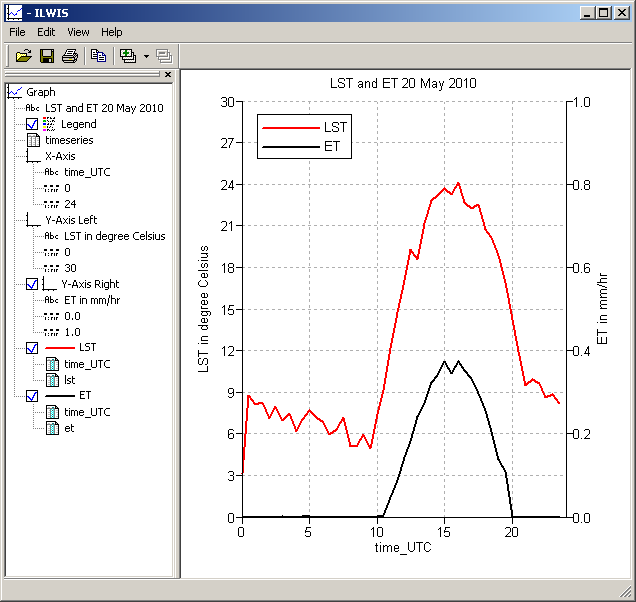 - ILWIS
File Edit View Help
Graph
Abc LST and ET 20 May 2010
Legend
timeseries
X-Axis
Abc time_UTC
0
24
Y-Axis Left
Abc LST in degree Celsius
0
30
Y-Axis Right
Abc ET in mm/hr
0.0
1.0
LST
time_UTC
lst
ET
time_UTC
et
LST and ET 20 May 2010
LST
ET
LST in degree Celsius
30
27
24
21
18
15
12
9
6
3
0
0 5 10 15 20
time_UTC
1.0
0.8
0.6
0.4
0.2
0.0
ET in mm/hr